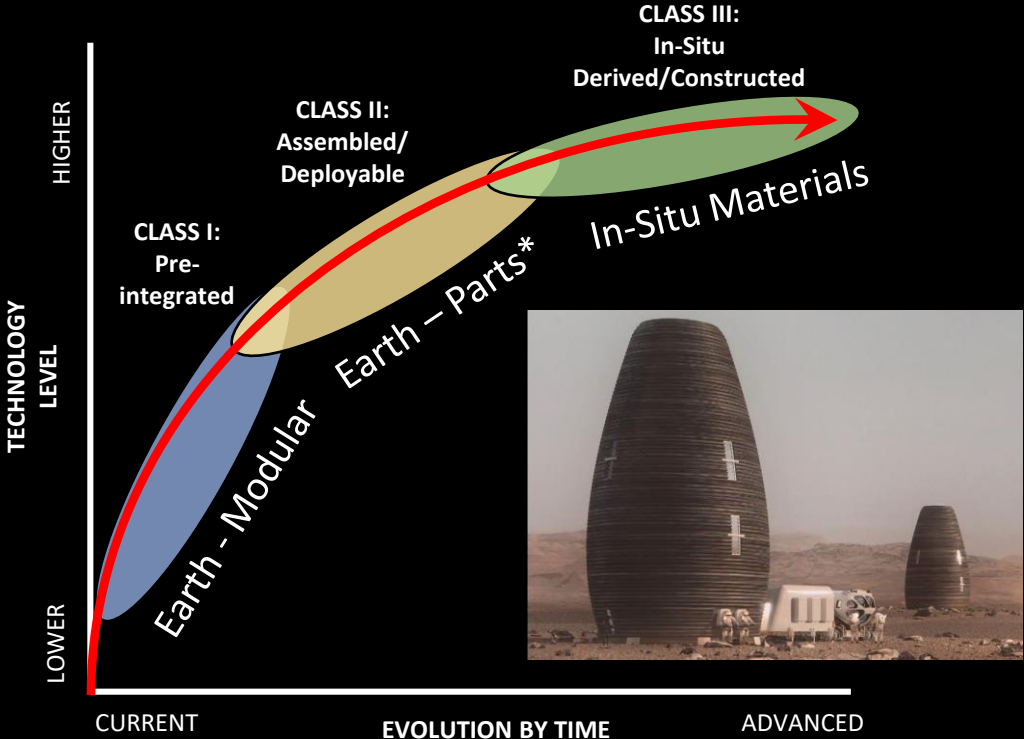 CLASS III:
In-Situ
Derived/Constructed
CLASS II:
Assembled/
Deployable
CLASS I:
Pre-
integrated
In-Situ Materials
Earth – Parts*
Earth - Modular
HIGHER
TECHNOLOGY
LEVEL
LOWER
CURRENT
EVOLUTION BY TIME
ADVANCED